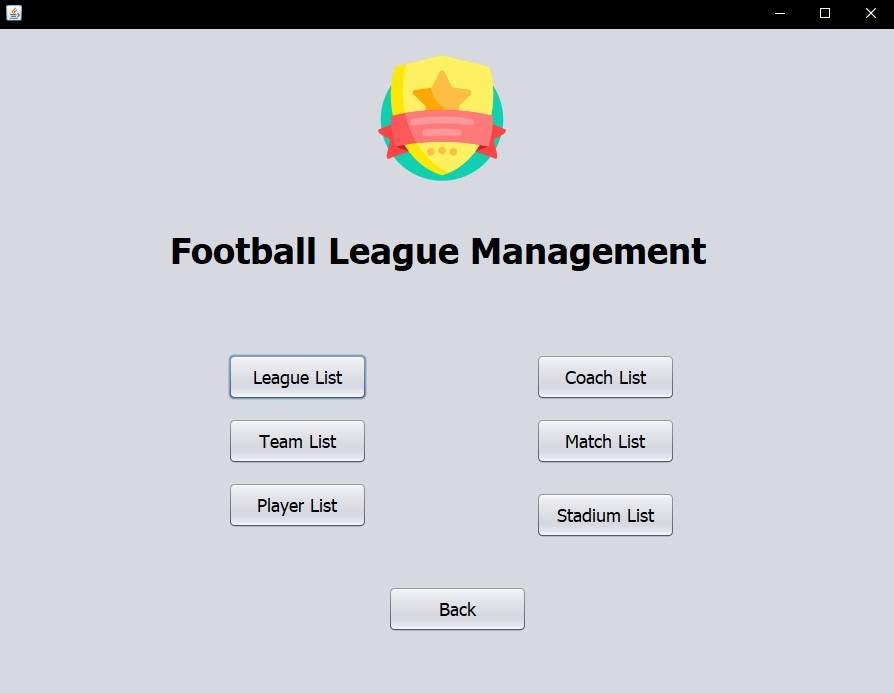 Football League Management
League List
Coach List
Team List
Match List
Player List
Stadium List
Back